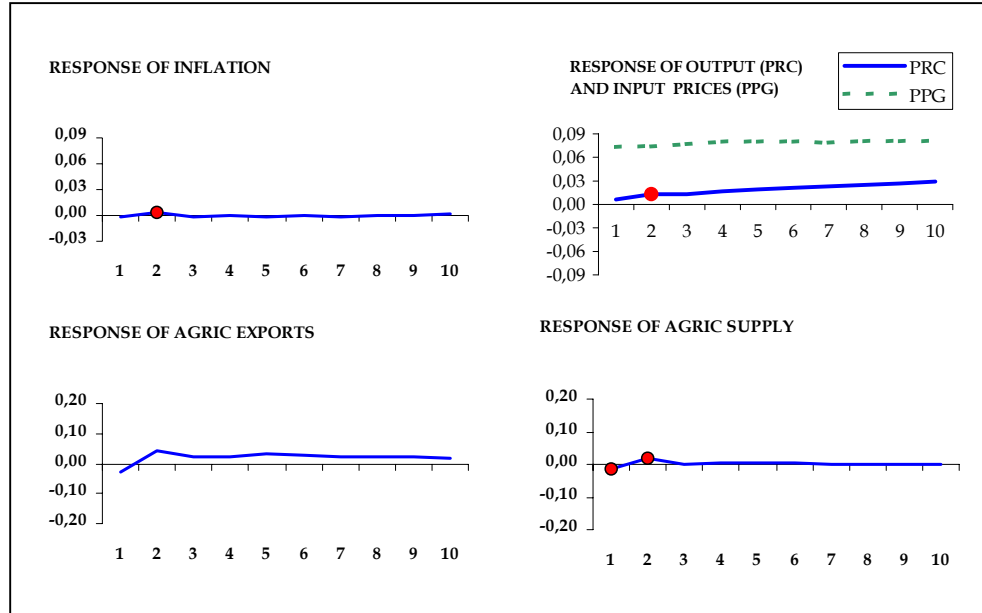 RESPONSE OF INFLATION
0,09
0,06
0,03
0,00
-0,03
1 2 3 4 5 6 7 8 9 10
RESPONSE OF OUTPUT (PRC)
AND INPUT PRICES (PPG)
PRC
PPG
0,09
0,06
0,03
0,00
-0,03
-0,06
-0,09
1 2 3 4 5 6 7 8 9 10
RESPONSE OF AGRIC EXPORTS
0,20
0,10
0,00
-0,10
-0,20
1 2 3 4 5 6 7 8 9 10
RESPONSE OF AGRIC SUPPLY
0,20
0,10
0,00
-0,10
-0,20
1 2 3 4 5 6 7 8 9 10